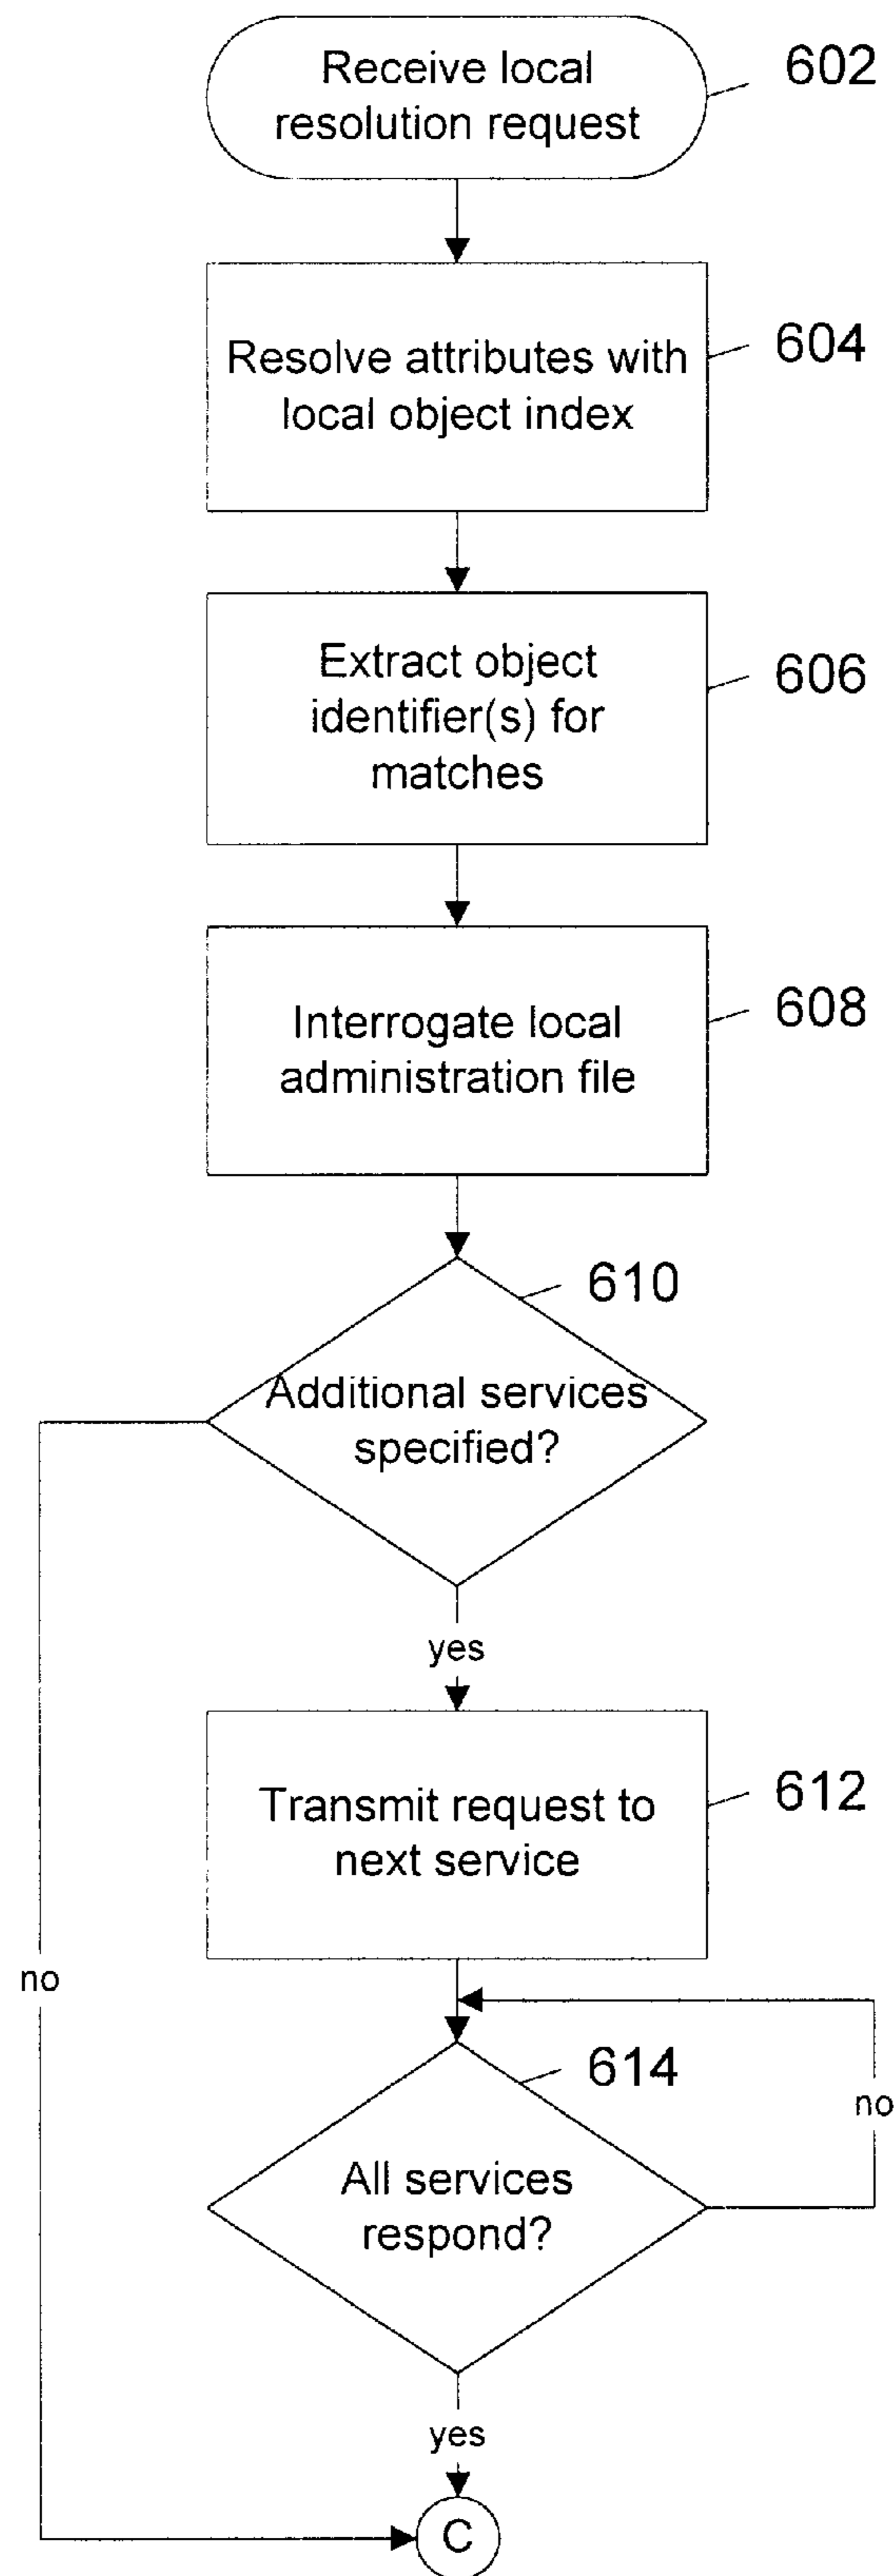 Receive local
resolution request
602
Resolve attributes with
local object index
604
Extract object
identifier(s) for
matches
606
Interrogate local
administration file
608
610
Additional services
specified?
yes
Transmit request to
next service
612
no
614
no
All services
respond?
yes
C